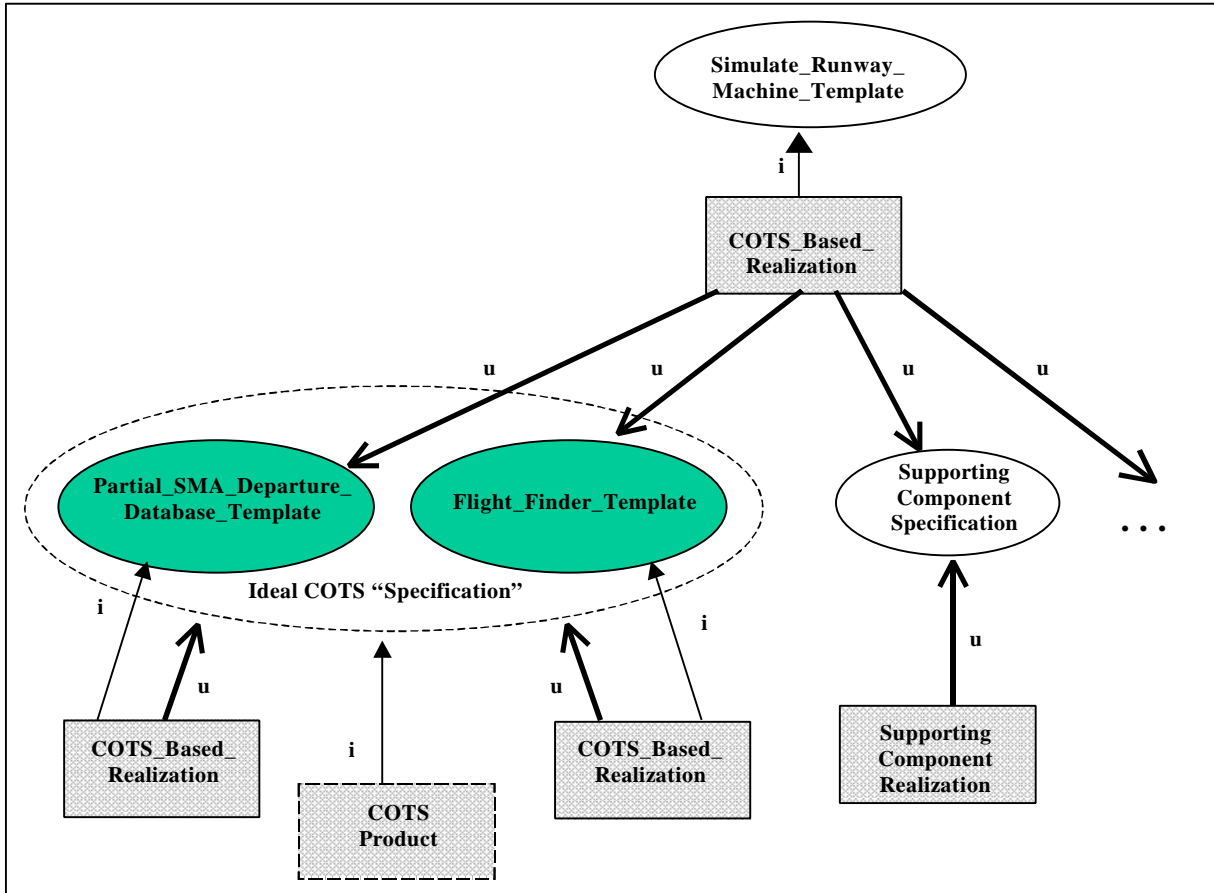 Simulate_Runway_
Machine_Template
i
COTS_Based_
Realization
u
u
u
u
Partial_SMA_Departure_
Database_Template
Flight_Finder_Template
Supporting
Component
Specification
...
Ideal COTS “Specification”
i
i
u
u
u
COTS_Based_
Realization
i
COTS_Based_
Realization
Supporting
Component
Realization
COTS
Product